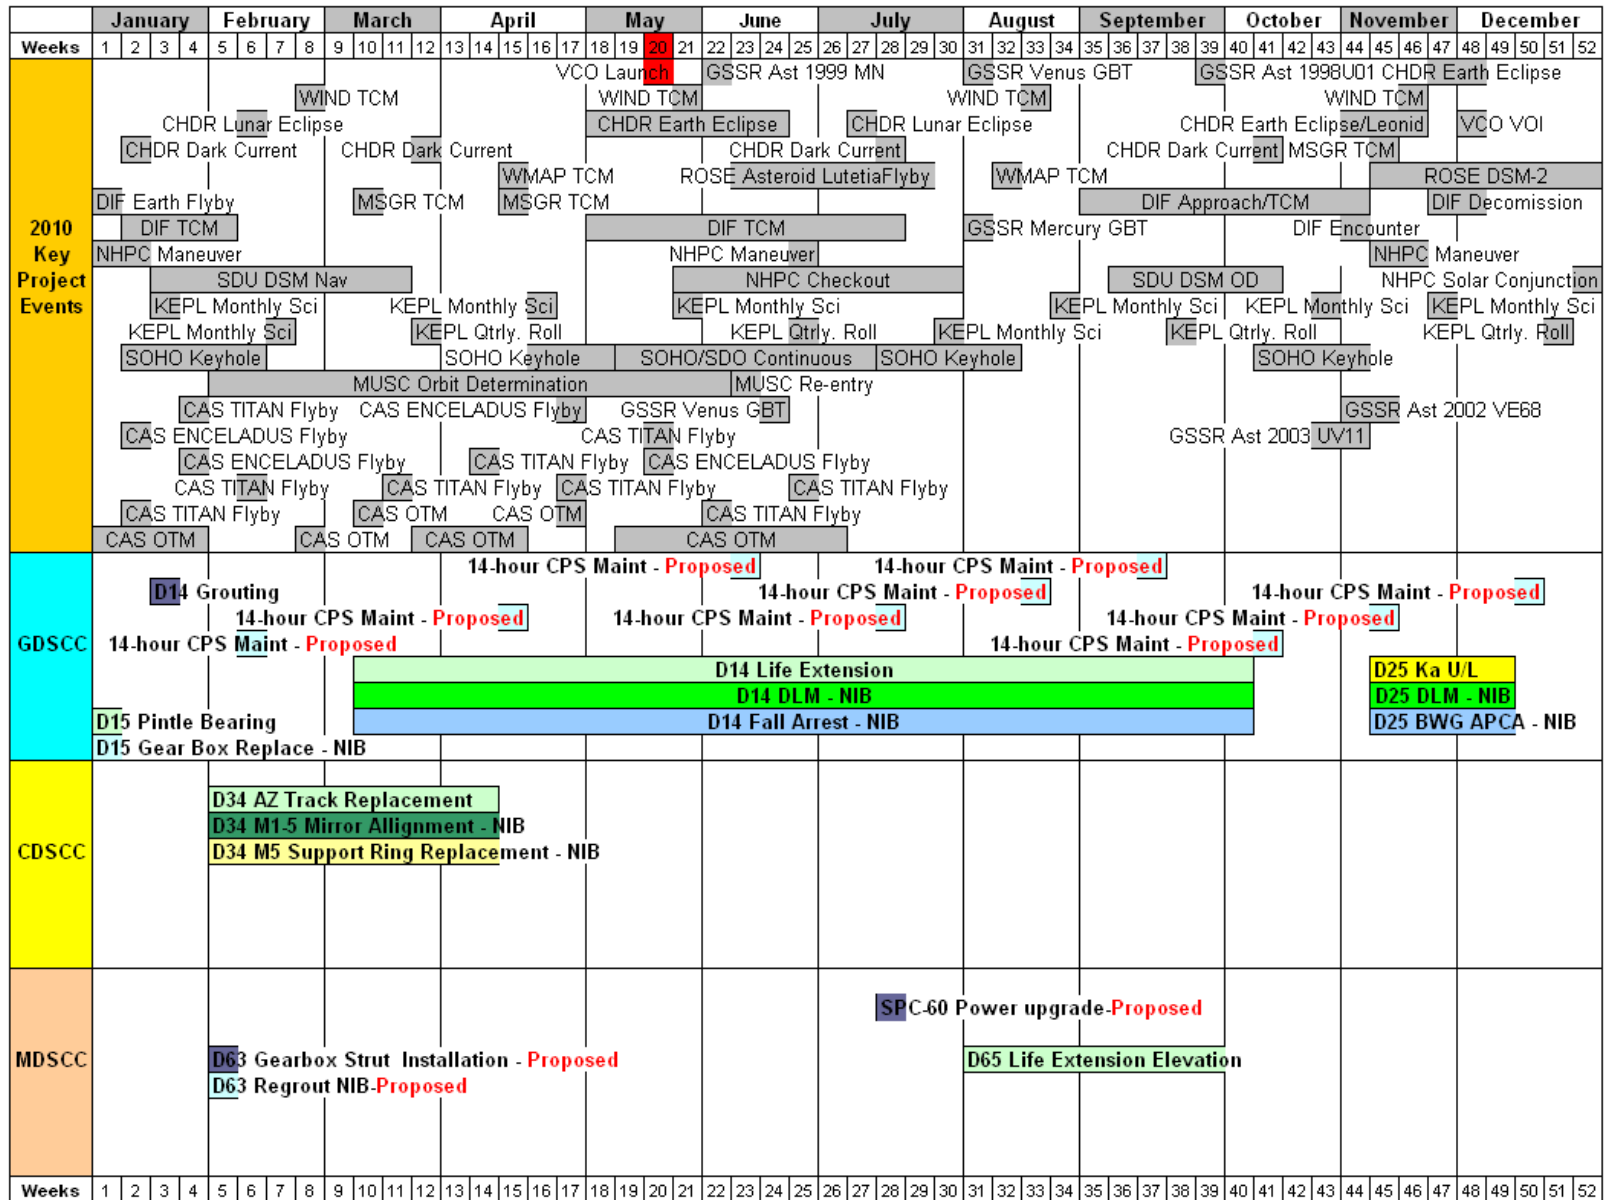 January February March April May June July August September October November December
Weeks 1 2 3 4 5 6 7 8 9 10 11 12 13 14 15 16 17 18 19 20 21 22 23 24 25 26 27 28 29 30 31 32 33 34 35 36 37 38 39 40 41 42 43 44 45 46 47 48 49 50 51 52
2010 Key Project Events
VCO Launch GSSR Ast 1999 MN GSSR Venus GBT GSSR Ast 1998U01 CHDR Earth Eclipse
WIND TCM WIND TCM WIND TCM WIND TCM
CHDR Lunar Eclipse CHDR Earth Eclipse CHDR Lunar Eclipse CHDR Earth Eclipse/Leonid VCO VOI
CHDR Dark Current CHDR Dark Current CHDR Dark Current CHDR Dark Current MSGR TCM
WMAP TCM ROSE Asteroid LutetiaFlyby WMAP TCM ROSE DSM-2
DIF Earth Flyby MSGR TCM MSGR TCM DIF Approach/TCM DIF Decomission
DIF TCM DIF TCM GSSR Mercury GBT DIF Encounter
NHPC Maneuver NHPC Maneuver NHPC Maneuver
SDU DSM Nav NHPC Checkout SDU DSM OD NHPC Solar Conjunction
KEPL Monthly Sci KEPL Monthly Sci KEPL Monthly Sci KEPL Monthly Sci KEPL Monthly Sci KEPL Monthly Sci
KEPL Monthly Sci KEPL Qtrly. Roll KEPL Qtrly. Roll KEPL Monthly Sci KEPL Qtrly. Roll KEPL Qtrly. Roll
SOHO Keyhole SOHO Keyhole SOHO/SDO Continuous SOHO Keyhole SOHO Keyhole
MUSC Orbit Determination MUSC Re-entry
CAS TITAN Flyby CAS ENCELADUS Flyby GSSR Venus GBT GSSR Ast 2002 VE68
CAS ENCELADUS Flyby CAS TITAN Flyby GSSR Ast 2003 UV11
CAS ENCELADUS Flyby CAS TITAN Flyby CAS ENCELADUS Flyby
CAS TITAN Flyby CAS TITAN Flyby CAS TITAN Flyby CAS TITAN Flyby
CAS TITAN Flyby CAS OTM CAS OTM CAS TITAN Flyby
CAS OTM CAS OTM CAS OTM CAS OTM
GDSCC
14-hour CPS Maint - Proposed 14-hour CPS Maint - Proposed
D14 Grouting 14-hour CPS Maint - Proposed 14-hour CPS Maint - Proposed
14-hour CPS Maint - Proposed 14-hour CPS Maint - Proposed 14-hour CPS Maint - Proposed
14-hour CPS Maint - Proposed 14-hour CPS Maint - Proposed
D14 Life Extension D25 Ka U/L
D14 DLM - NIB D25 DLM - NIB
D15 Pintle Bearing D14 Fall Arrest - NIB D25 BWG APCA - NIB
D15 Gear Box Replace - NIB
CDSCC
D34 AZ Track Replacement
D34 M1-5 Mirror Allignment - NIB
D34 M5 Support Ring Replacement - NIB
MDSCC
SPC-60 Power upgrade-Proposed
D63 Gearbox Strut Installation - Proposed D65 Life Extension Elevation
D63 Regrout NIB-Proposed
Weeks 1 2 3 4 5 6 7 8 9 10 11 12 13 14 15 16 17 18 19 20 21 22 23 24 25 26 27 28 29 30 31 32 33 34 35 36 37 38 39 40 41 42 43 44 45 46 47 48 49 50 51 52